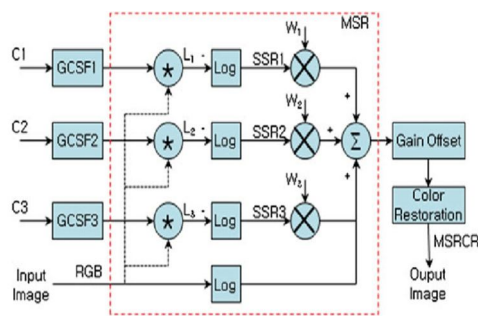 MSR
C1 GCSF1 * L₁ - Log SSR1 W₁ +
C2 GCSF2 * L₂ - Log SSR2 W₂ + Σ Gain Offset
C3 GCSF3 * L₃ - Log SSR3 W₃ + Color Restoration
RGB Log MSRCR
Input Image
Ouput Image